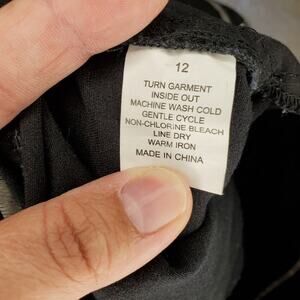 12
TURN GARMENT
INSIDE OUT
MACHINE WASH COLD
GENTLE CYCLE
NON-CHLORINE BLEACH
LINE DRY
WARM IRON
MADE IN CHINA